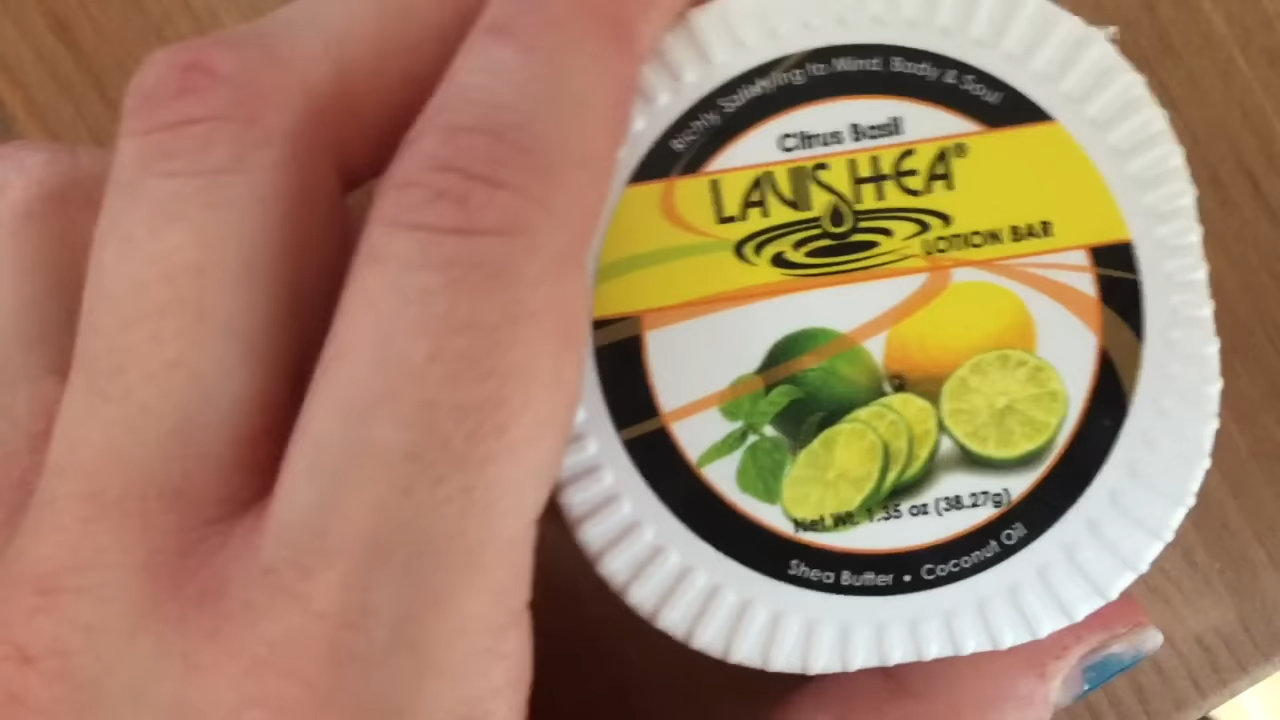 Richly Satisfying to Mind, Body & Soul
Citrus Basil
LAVISHEA®
LOTION BAR
Net Wt. 1.35 oz (38.27g)
Shea Butter • Coconut Oil